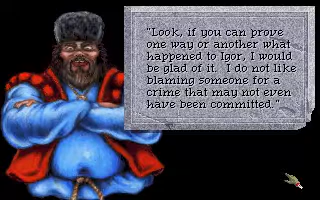 "Look, if you can prove
one way or another what
happened to Igor, I would
be glad of it.  I do not like
blaming someone for a
crime that may not even
have been committed."